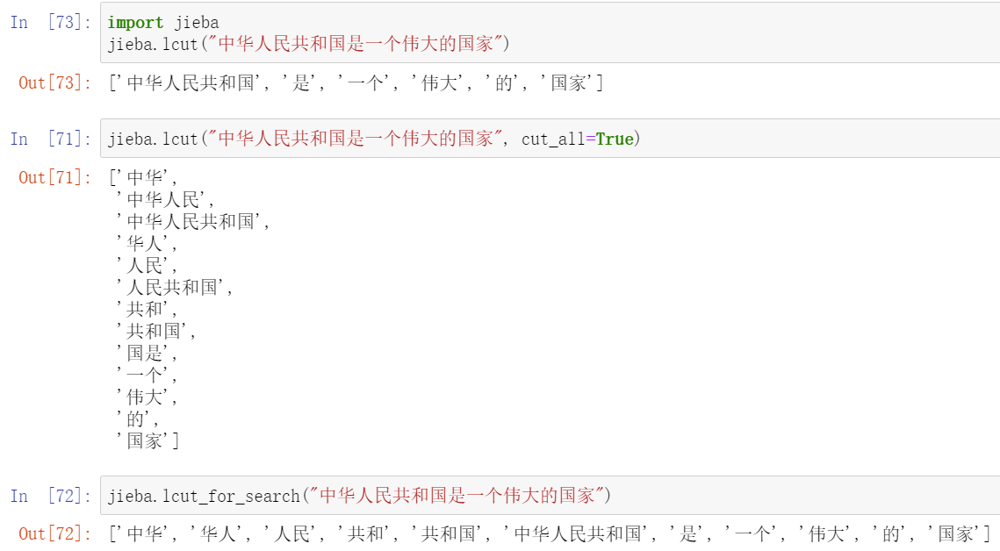 In [73]: import jieba
jieba.lcut("中华人民共和国是一个伟大的国家")
Out[73]: ['中华人民共和国', '是', '一个', '伟大', '的', '国家']
In [71]: jieba.lcut("中华人民共和国是一个伟大的国家", cut_all=True)
Out[71]: ['中华',
'中华人民',
'中华人民共和国',
'华人',
'人民',
'人民共和国',
'共和',
'共和国',
'国是',
'一个',
'伟大',
'的',
'国家']
In [72]: jieba.lcut_for_search("中华人民共和国是一个伟大的国家")
Out[72]: ['中华', '华人', '人民', '共和', '共和国', '中华人民共和国', '是', '一个', '伟大', '的', '国家']